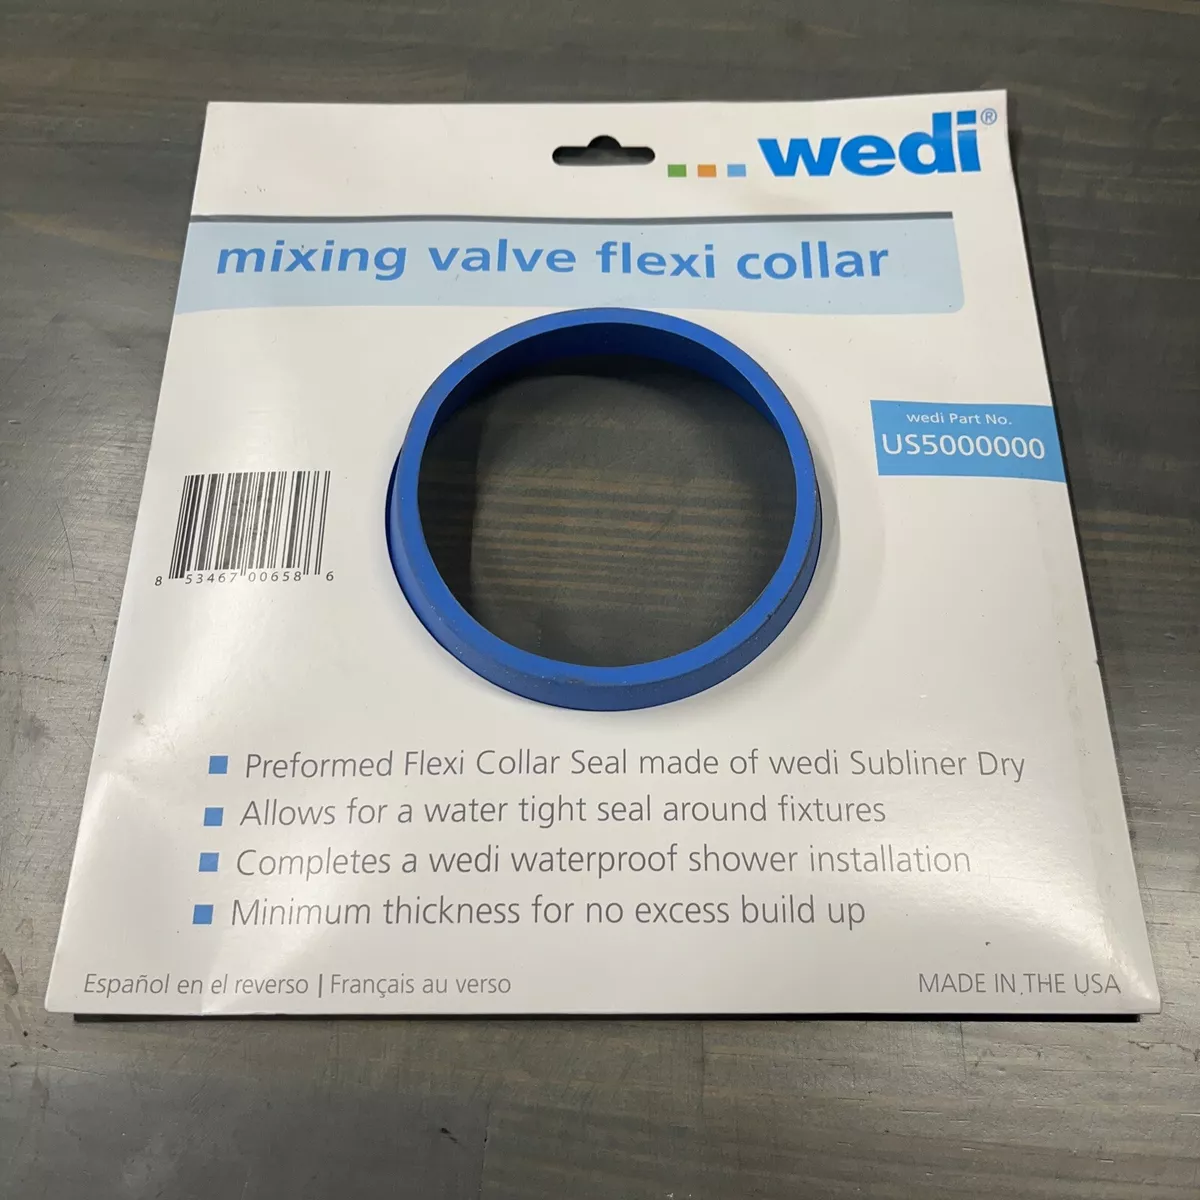 wedi®
mixing valve flexi collar
wedi Part No.
US5000000
8 53467 00658 6
■ Preformed Flexi Collar Seal made of wedi Subliner Dry
■ Allows for a water tight seal around fixtures
■ Completes a wedi waterproof shower installation
■ Minimum thickness for no excess build up
Español en el reverso | Français au verso
MADE IN THE USA